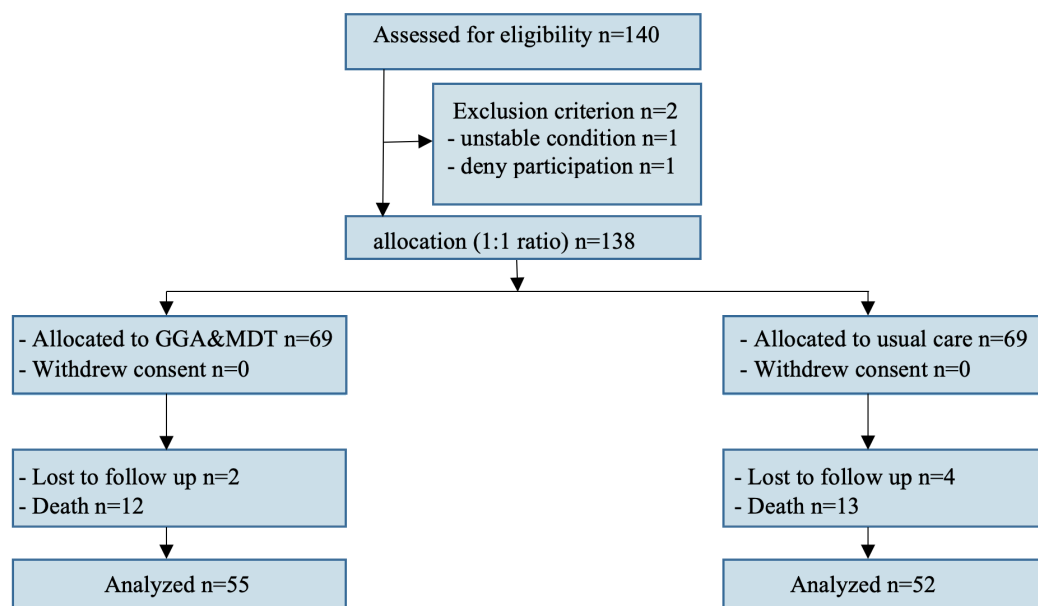 Assessed for eligibility n=140
Exclusion criterion n=2
- unstable condition n=1
- deny participation n=1
allocation (1:1 ratio) n=138
- Allocated to GGA&MDT n=69
- Withdrew consent n=0
- Allocated to usual care n=69
- Withdrew consent n=0
- Lost to follow up n=2
- Death n=12
- Lost to follow up n=4
- Death n=13
Analyzed n=55
Analyzed n=52